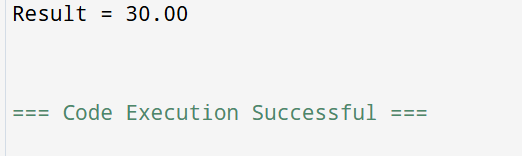 Result = 30.00
=== Code Execution Successful ===